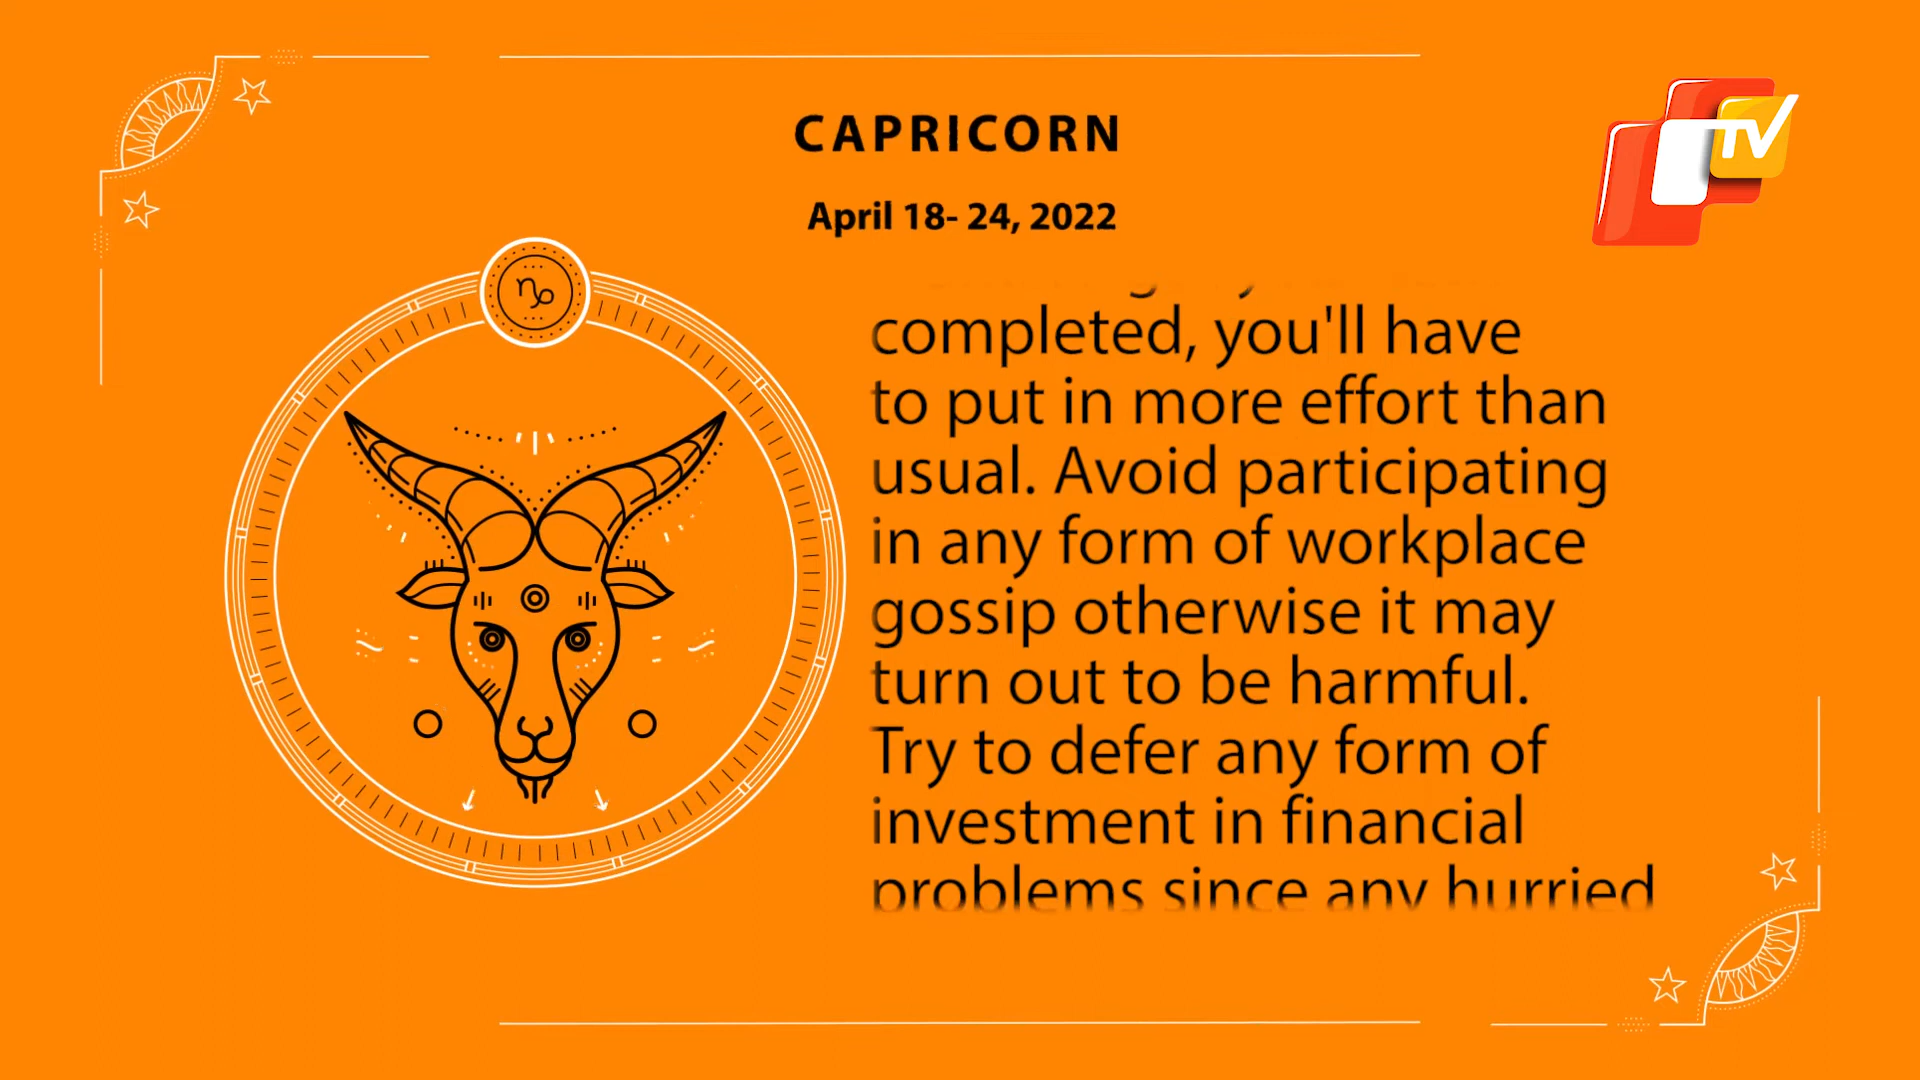 CAPRICORN
TV
April 18- 24, 2022
completed, you'll have
to put in more effort than
usual. Avoid participating
in any form of workplace
gossip otherwise it may
turn out to be harmful.
Try to defer any form of
investment in financial
problems since any hurried